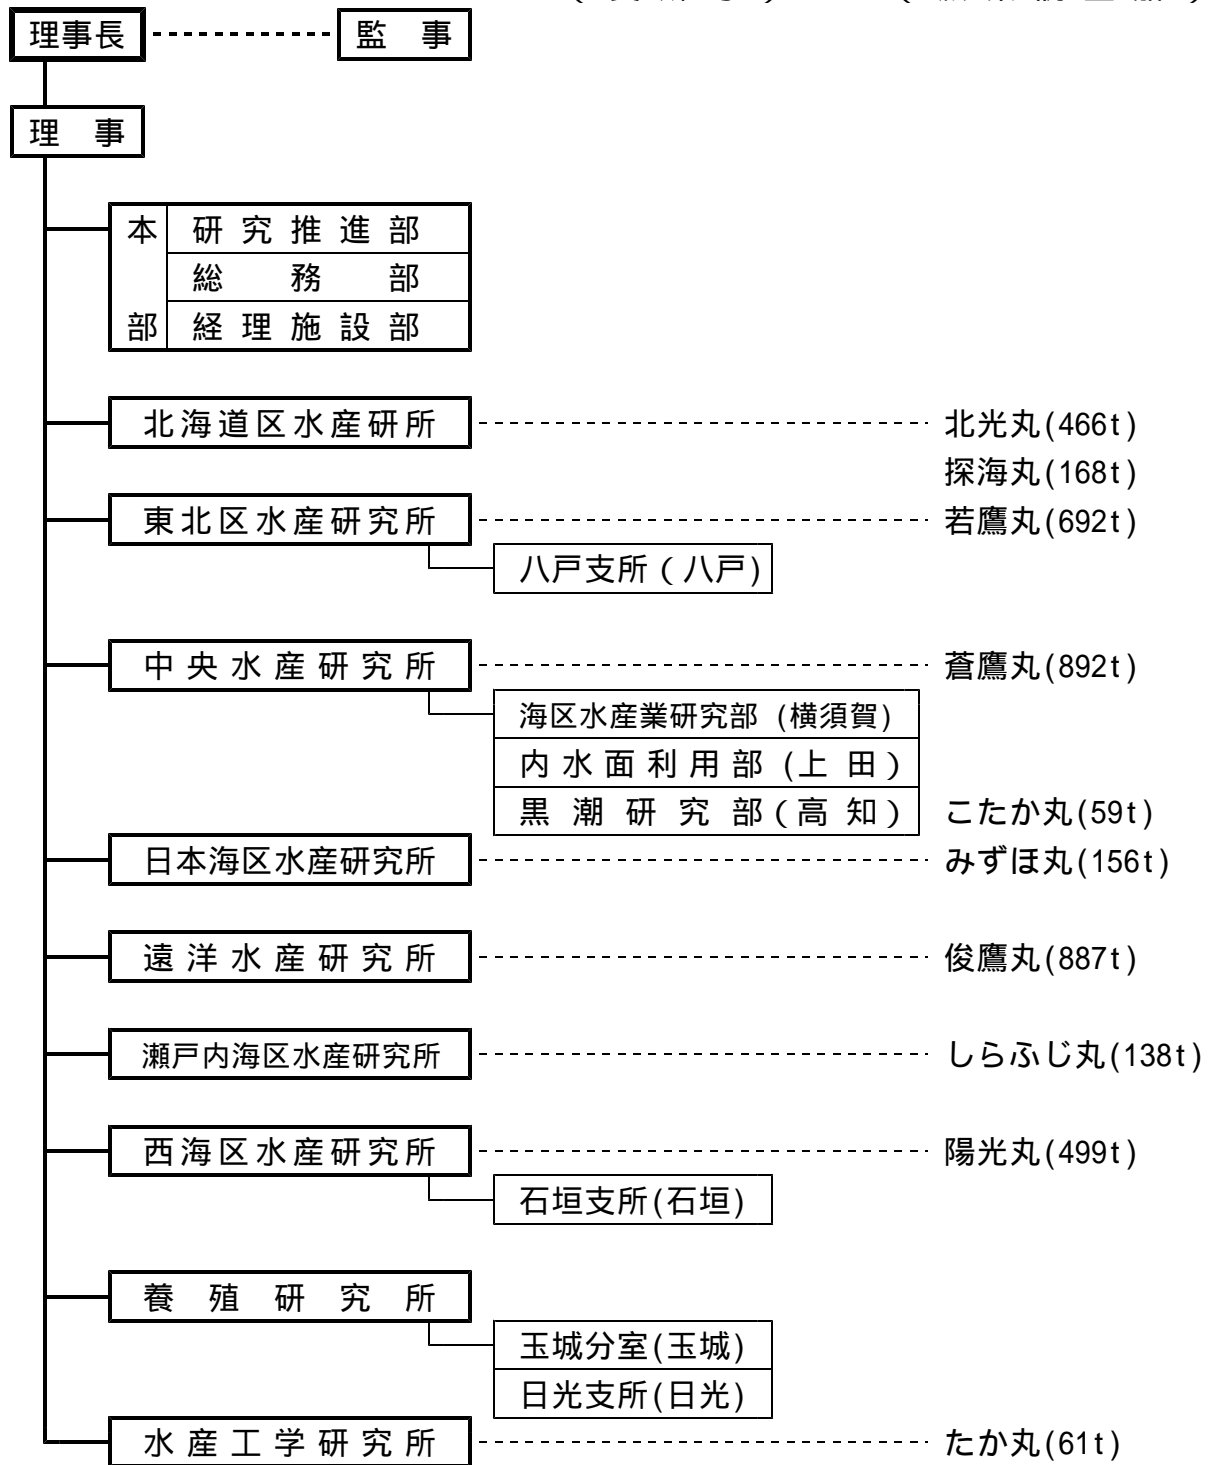 理事長 監　事
理　事
本部 研究推進部
総務部
経理施設部
北海道区水産研所 北光丸(466t)
探海丸(168t)
東北区水産研究所 若鷹丸(692t)
八戸支所(八戸)
中央水産研究所 蒼鷹丸(892t)
海区水産業研究部 (横須賀)
内水面利用部 (上田)
黒潮研究部(高知) こたか丸(59t)
日本海区水産研究所 みずほ丸(156t)
遠洋水産研究所 俊鷹丸(887t)
瀬戸内海区水産研究所 しらふじ丸(138t)
西海区水産研究所 陽光丸(499t)
石垣支所(石垣)
養殖研究所
玉城分室(玉城)
日光支所(日光)
水産工学研究所 たか丸(61t)